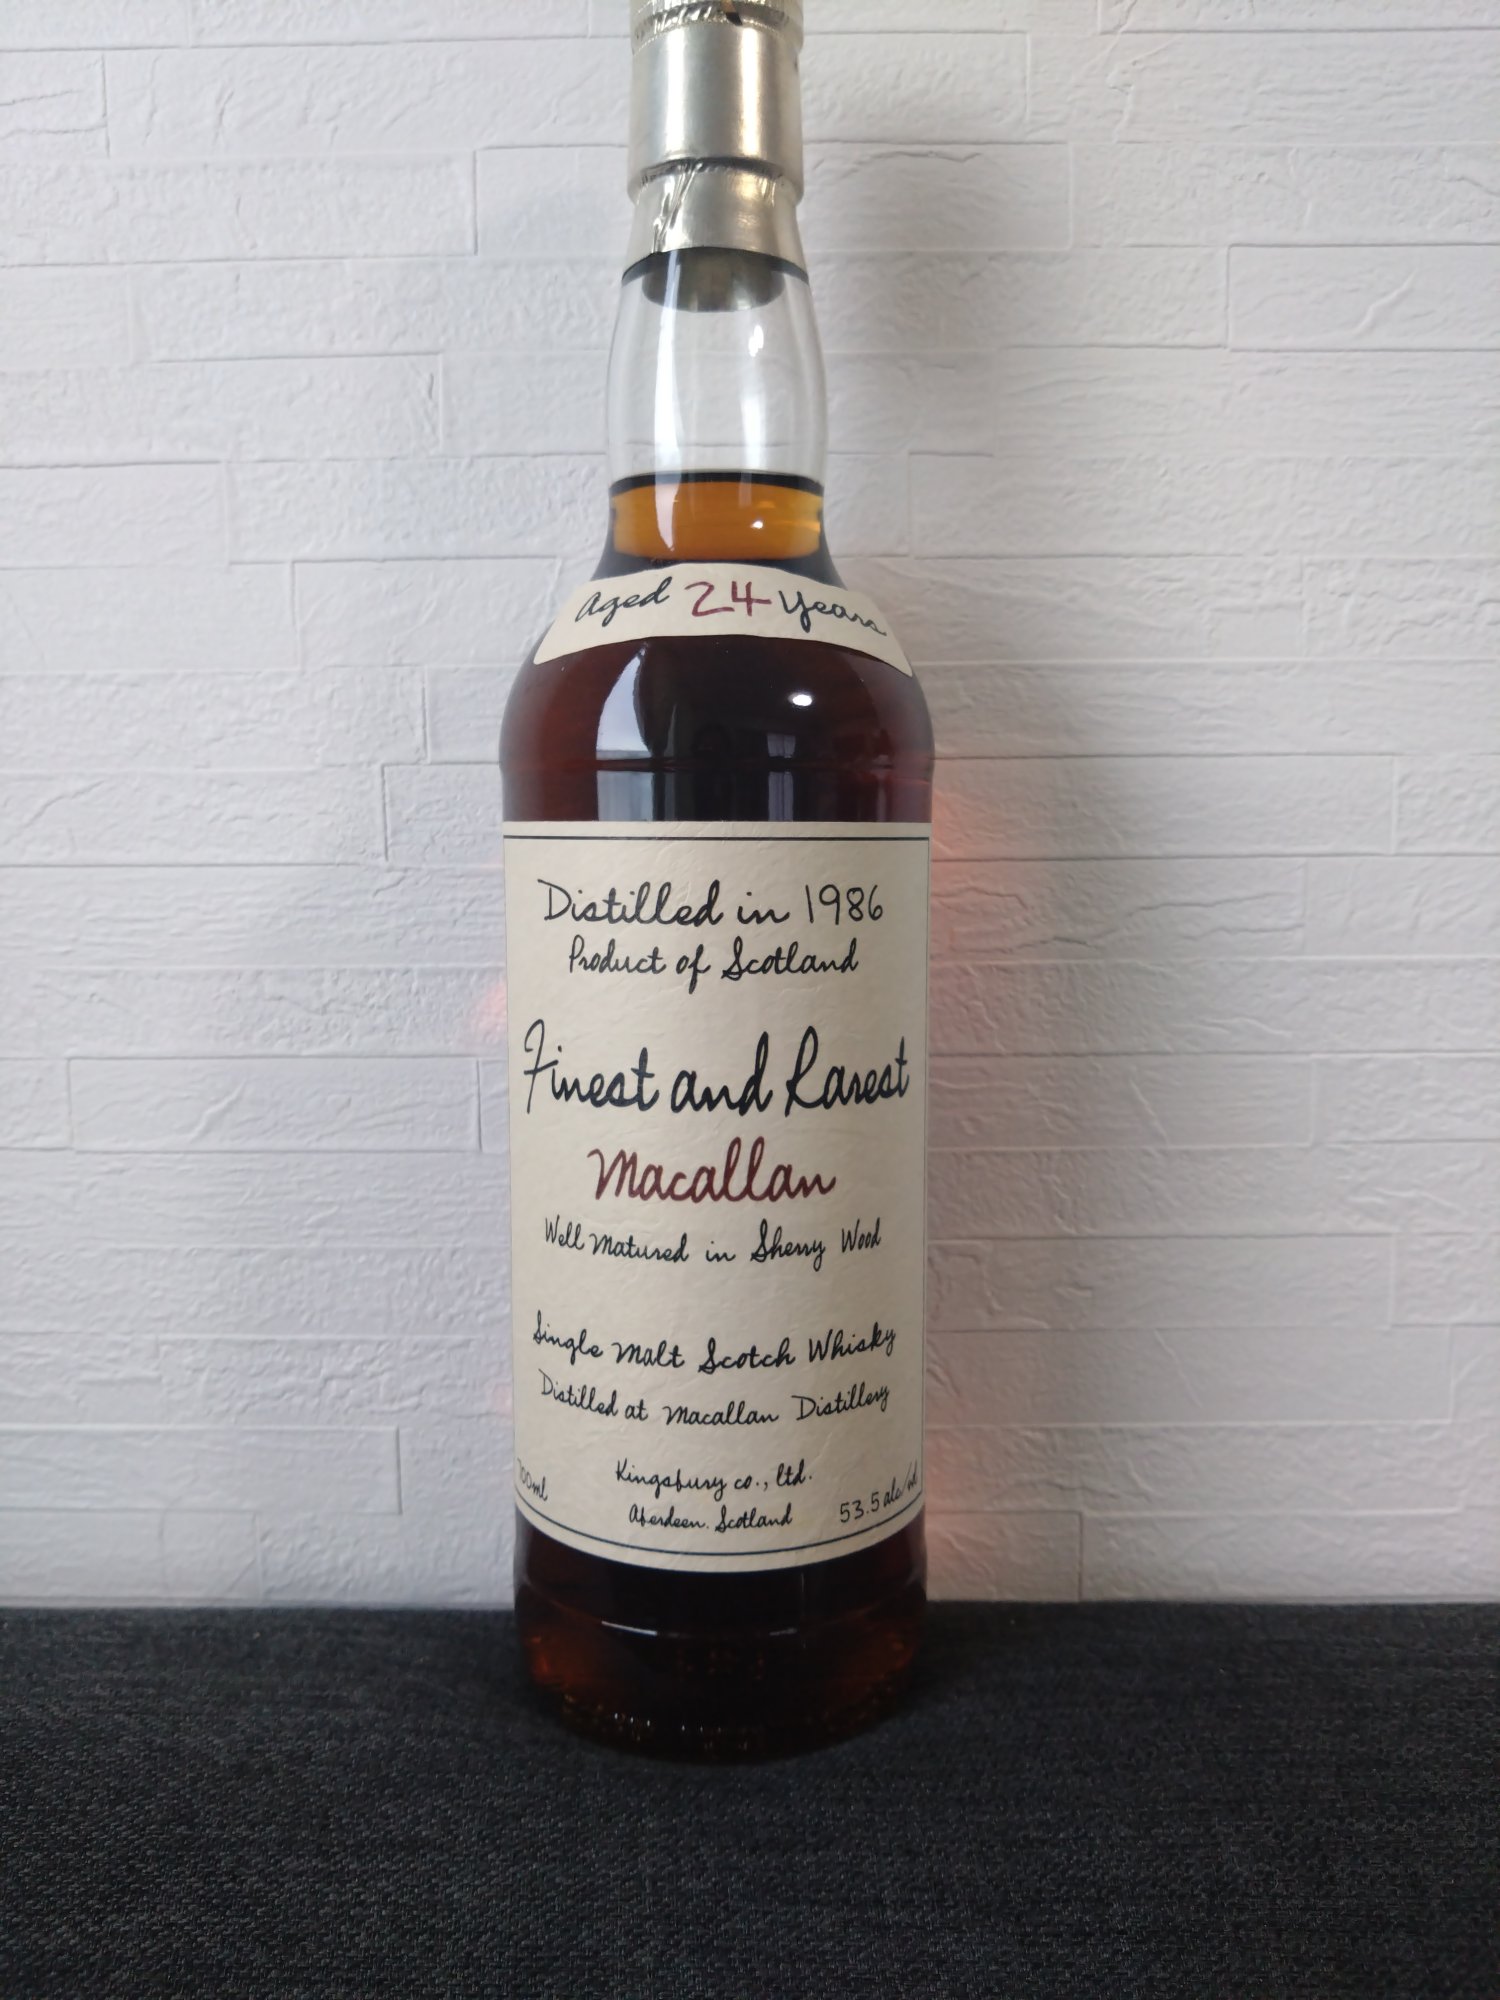 Aged 24 Years
Distilled in 1986
Product of Scotland
Finest and Rarest
Macallan
Well Matured in Sherry Wood
Single Malt Scotch Whisky
Distilled at Macallan Distillery
Kingsbury co., ltd.
700ml
Aberdeen. Scotland
53.5 alc/vol